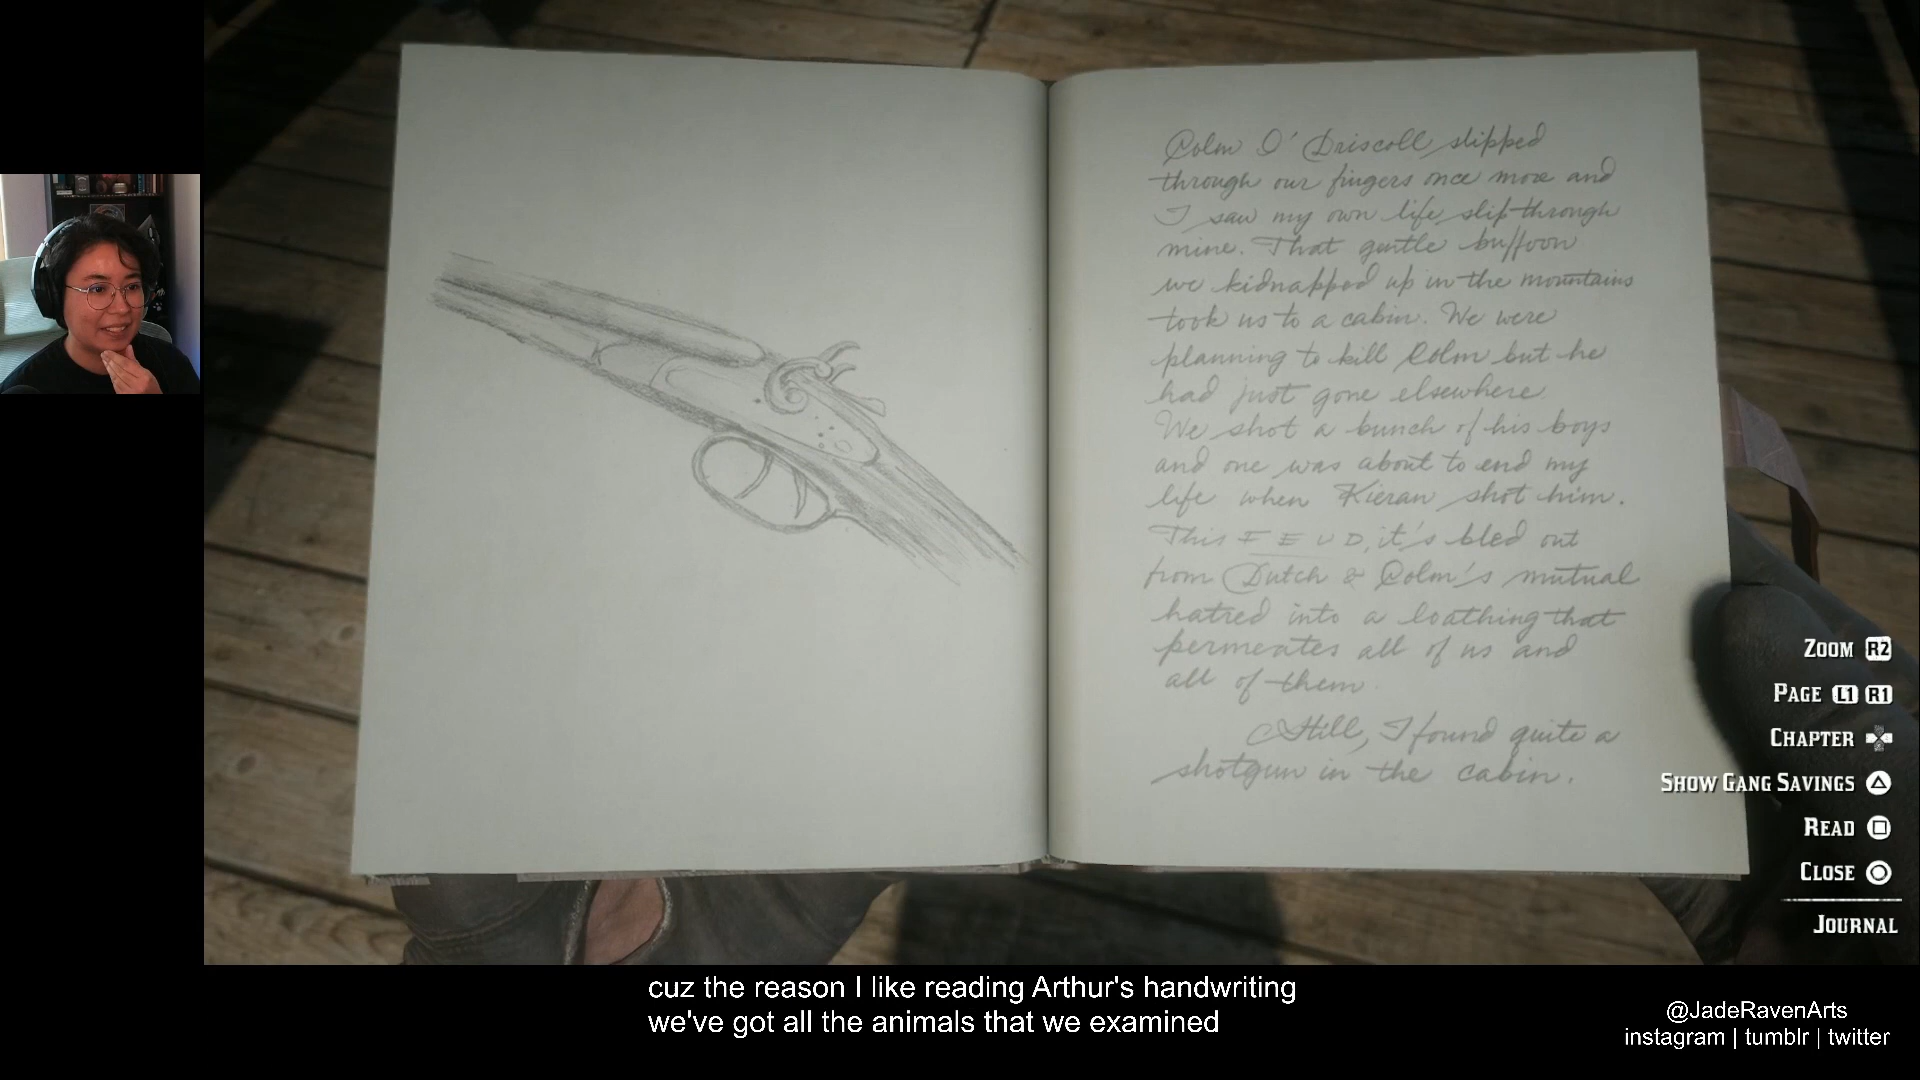 Colm O'Driscoll slipped
through our fingers once more and
I saw my own life slip through
mine. That gentle buffoon
we kidnapped up in the mountains
took us to a cabin. We were
planning to kill Colm but he
had just gone elsewhere.
We shot a bunch of his boys
and one was about to end my
life when Kieran shot him.
This FEUD, it's bled out
from Dutch & Colm's mutual
hatred into a loathing that
permeates all of us and
all of them.
Still, I found quite a
shotgun in the cabin.
ZOOM R2
PAGE L1 R1
CHAPTER
SHOW GANG SAVINGS
READ
CLOSE
JOURNAL
cuz the reason I like reading Arthur's handwriting
we've got all the animals that we examined
@JadeRavenArts
instagram | tumblr | twitter